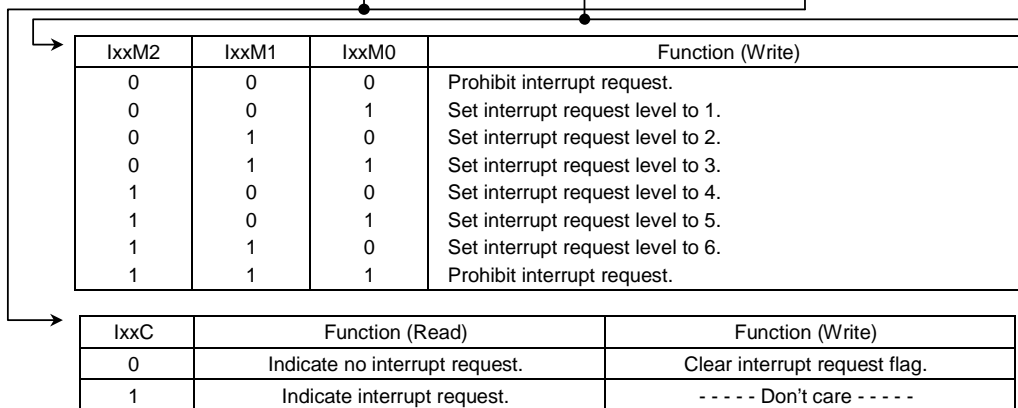 IxxM2 IxxM1 IxxM0 Function (Write)
0 0 0 Prohibit interrupt request.
0 0 1 Set interrupt request level to 1.
0 1 0 Set interrupt request level to 2.
0 1 1 Set interrupt request level to 3.
1 0 0 Set interrupt request level to 4.
1 0 1 Set interrupt request level to 5.
1 1 0 Set interrupt request level to 6.
1 1 1 Prohibit interrupt request.
IxxC Function (Read) Function (Write)
0 Indicate no interrupt request. Clear interrupt request flag.
1 Indicate interrupt request. - - - - - Don't care - - - - -